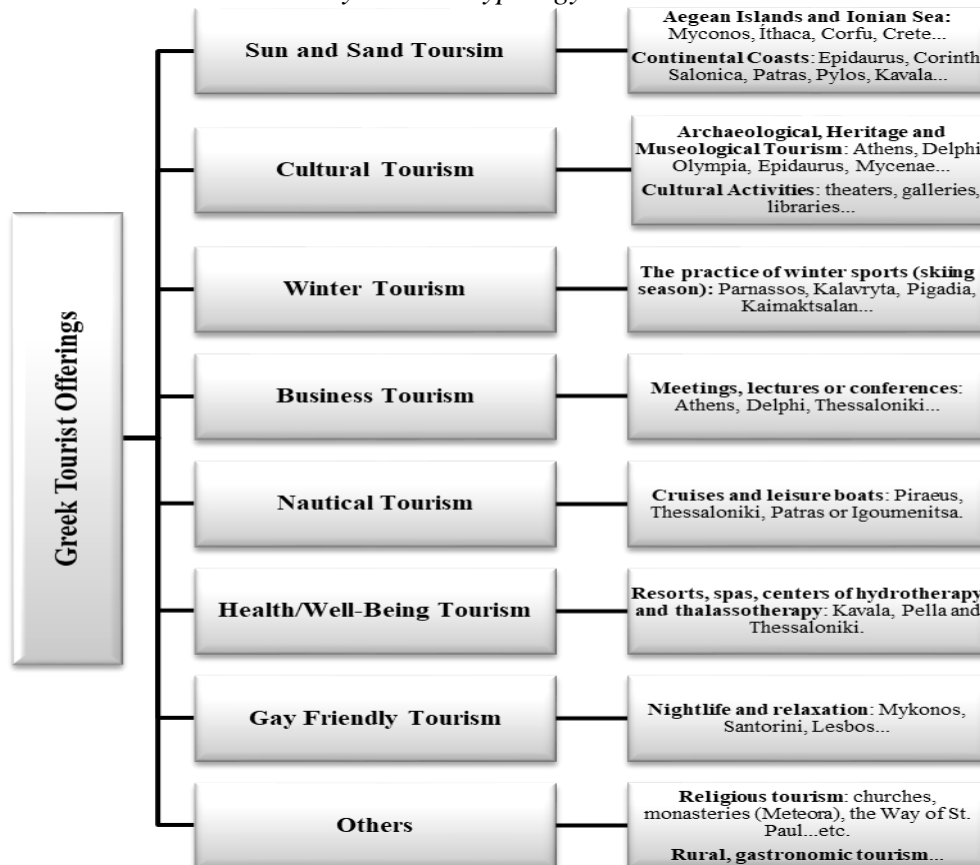 Typology
Greek Tourist Offerings
Sun and Sand Toursim
Aegean Islands and Ionian Sea:
Myconos, Íthaca, Corfu, Crete...
Continental Coasts: Epidaurus, Corinth
Salonica, Patras, Pylos, Kavala...
Cultural Tourism
Archaeological, Heritage and
Museological Tourism: Athens, Delphi
Olympia, Epidaurus, Mycenae...
Cultural Activities: theaters, galleries,
libraries...
Winter Tourism
The practice of winter sports (skiing
season): Parnassos, Kalavryta, Pigadia,
Kaimaktsalan...
Business Tourism
Meetings, lectures or conferences:
Athens, Delphi, Thessaloniki...
Nautical Tourism
Cruises and leisure boats: Piraeus,
Thessaloniki, Patras or Igoumenitsa.
Health/Well-Being Tourism
Resorts, spas, centers of hydrotherapy
and thalassotherapy: Kavala, Pella and
Thessaloniki.
Gay Friendly Tourism
Nightlife and relaxation: Mykonos,
Santorini, Lesbos...
Others
Religious tourism: churches,
monasteries (Meteora), the Way of St.
Paul...etc.
Rural, gastronomic tourism...